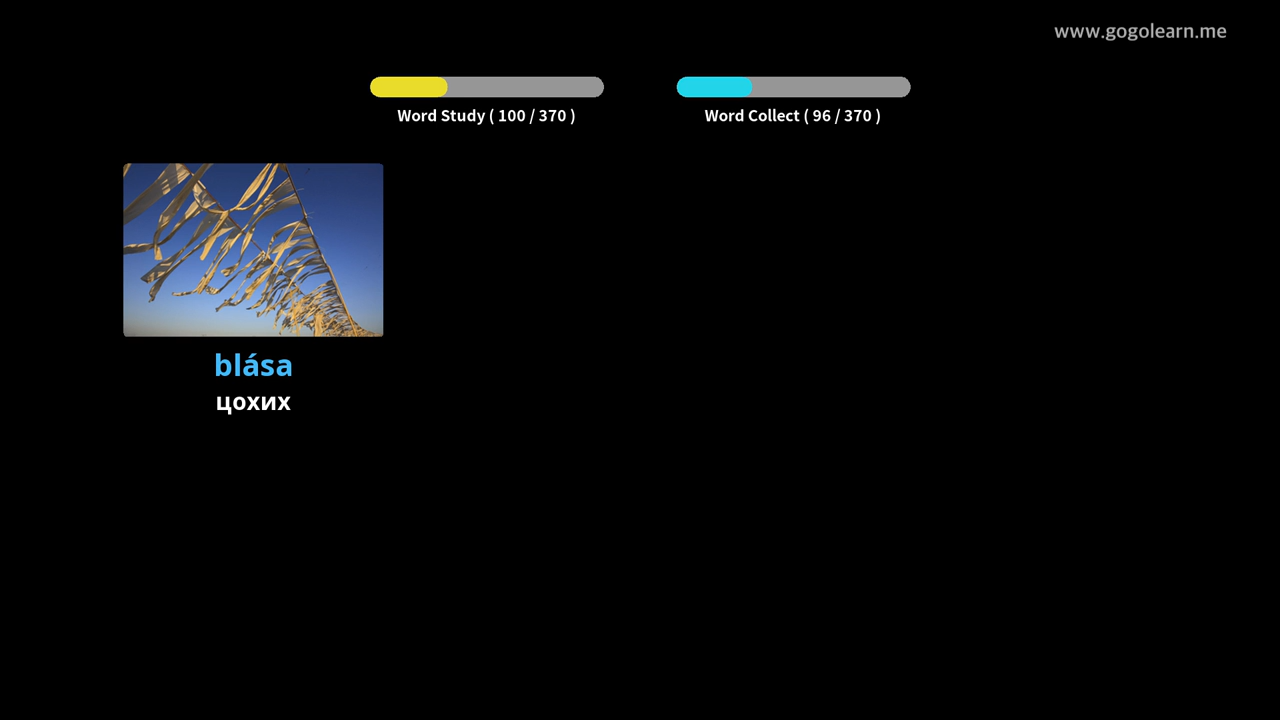 www.gogolearn.me
Word Study ( 100 / 370 )
Word Collect ( 96 / 370 )
blása
цохих